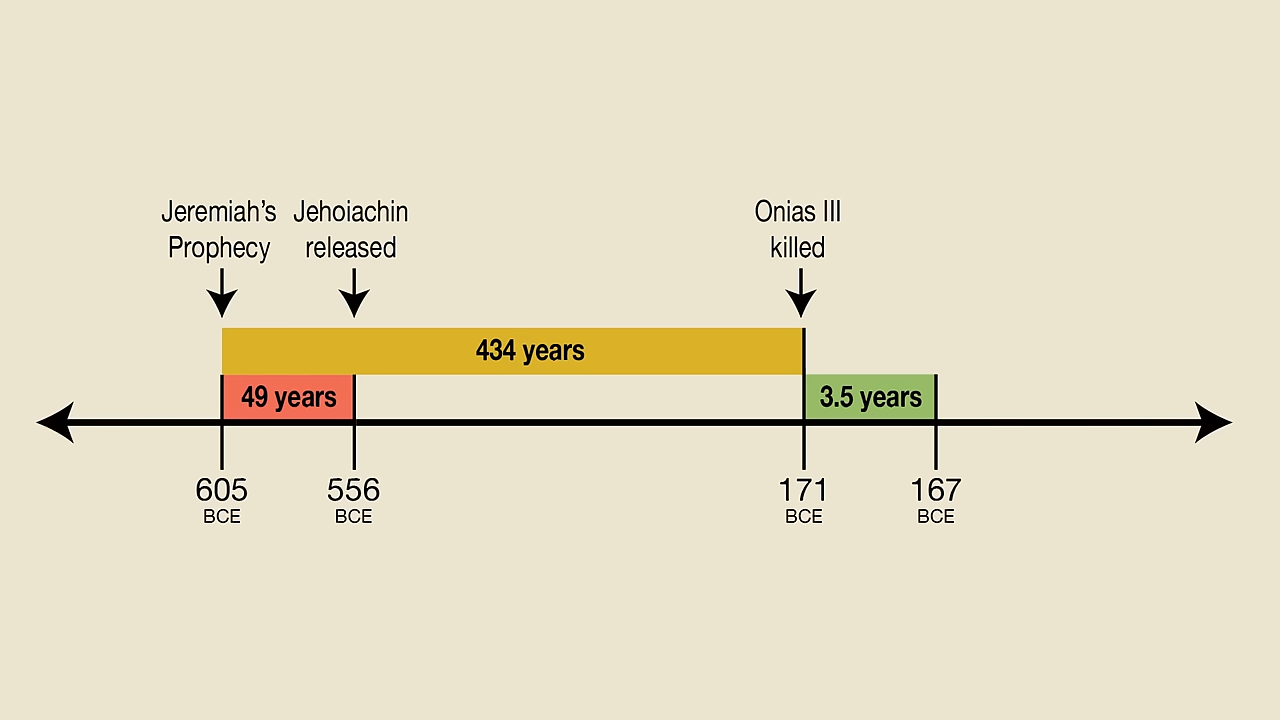 Jeremiah’s
Prophecy
Jehoiachin
released
Onias III
killed
434 years
49 years
3.5 years
605
BCE
556
BCE
171
BCE
167
BCE